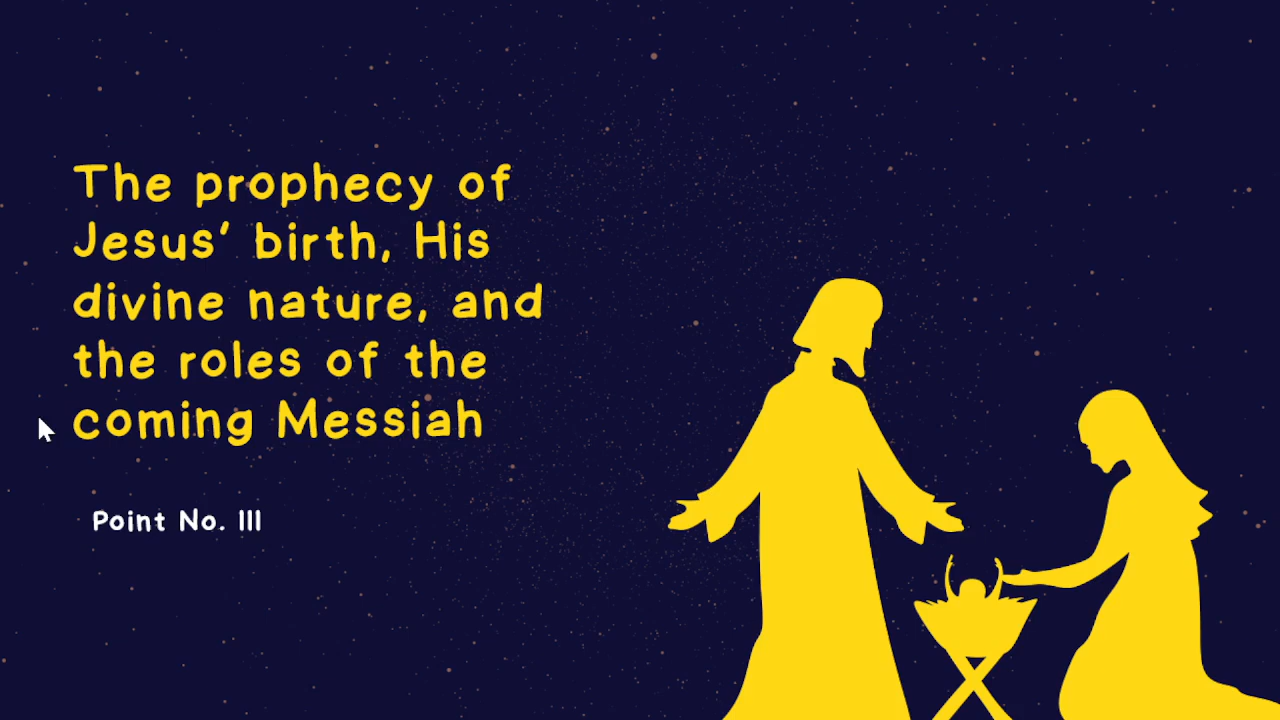 The prophecy of
Jesus’ birth, His
divine nature, and
the roles of the
coming Messiah
Point No. III